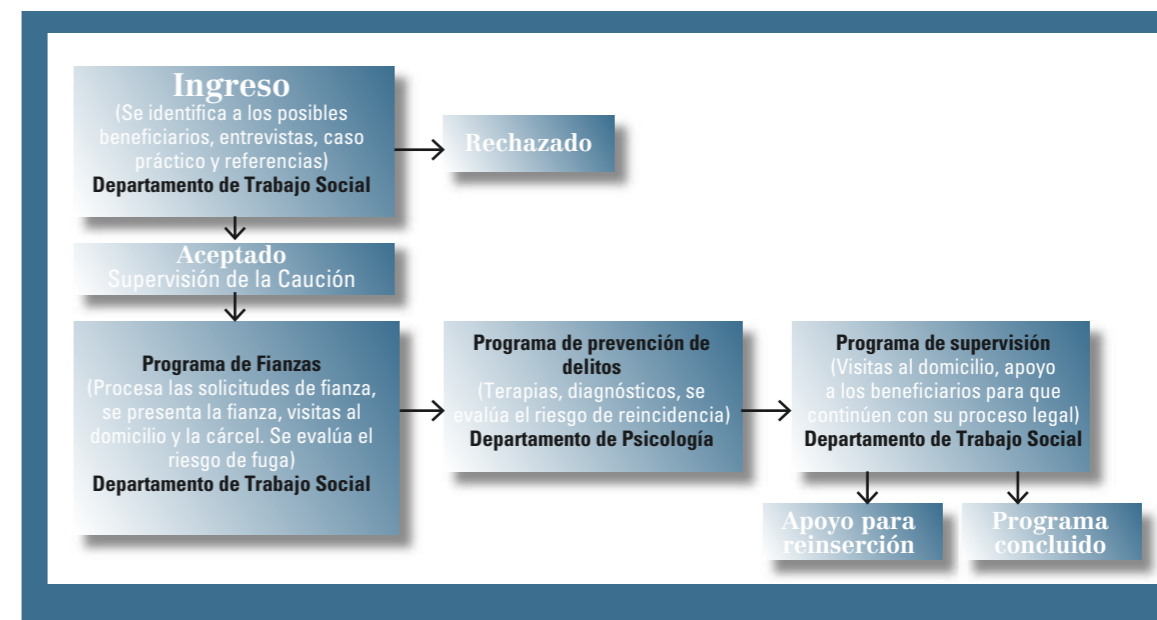 Ingreso
(Se identifica a los posibles
beneficiarios, entrevistas, caso
práctico y referencias)
Departamento de Trabajo Social
Rechazado
Aceptado
Supervisión de la Caución
Programa de Fianzas
(Procesa las solicitudes de fianza,
se presenta la fianza, visitas al
domicilio y la cárcel. Se evalúa el
riesgo de fuga)
Departamento de Trabajo Social
Programa de prevención de
delitos
(Terapias, diagnósticos, se
evalúa el riesgo de reincidencia)
Departamento de Psicología
Programa de supervisión
(Visitas al domicilio, apoyo
a los beneficiarios para que
continúen con su proceso legal)
Departamento de Trabajo Social
Apoyo para
reinserción
Programa
concluido